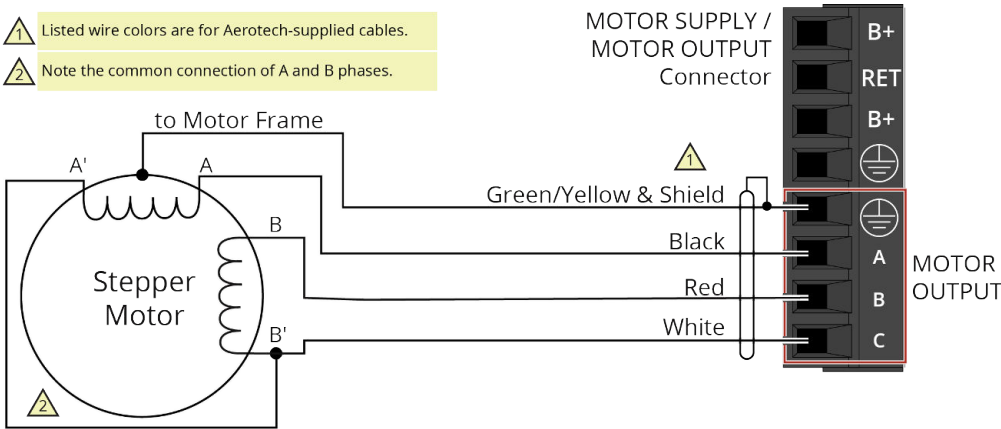 1 Listed wire colors are for Aerotech-supplied cables.
2 Note the common connection of A and B phases.
MOTOR SUPPLY /
MOTOR OUTPUT
Connector
B+
RET
B+
to Motor Frame
A'
A
1
Green/Yellow & Shield
B
Black
A
MOTOR
OUTPUT
Stepper
Motor
Red
B
White
C
B'
2